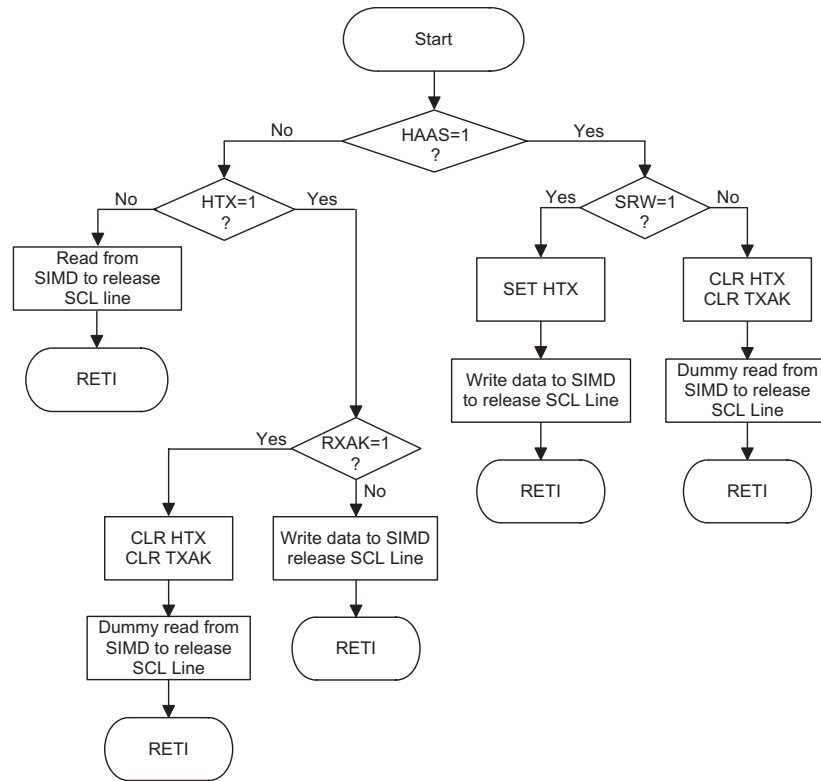 Start
HAAS=1
?
No
Yes
HTX=1
?
No
Yes
SRW=1
?
Yes
No
Read from
SIMD to release
SCL line
RETI
SET HTX
Write data to SIMD
to release SCL Line
RETI
CLR HTX
CLR TXAK
Dummy read from
SIMD to release
SCL Line
RETI
RXAK=1
?
Yes
No
CLR HTX
CLR TXAK
Dummy read from
SIMD to release
SCL Line
RETI
Write data to SIMD
release SCL Line
RETI